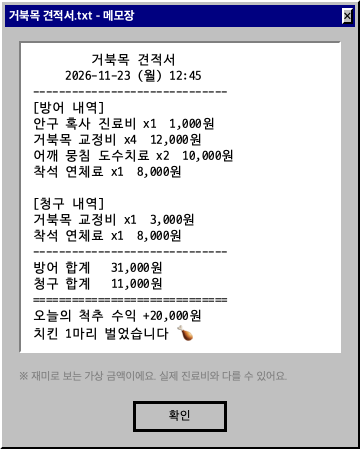 거북목 견적서.txt - 메모장
거북목 견적서
2026-11-23 (월) 12:45
-----------------------------
[방어 내역]
안구 혹사 진료비 x1 1,000원
거북목 교정비 x4 12,000원
어깨 뭉침 도수치료 x2 10,000원
착석 연체료 x1 8,000원
[청구 내역]
거북목 교정비 x1 3,000원
착석 연체료 x1 8,000원
-----------------------------
방어 합계 31,000원
청구 합계 11,000원
=============================
오늘의 척추 수익 +20,000원
치킨 1마리 벌었습니다 🍗
※ 재미로 보는 가상 금액이에요. 실제 진료비와 다를 수 있어요.
확인